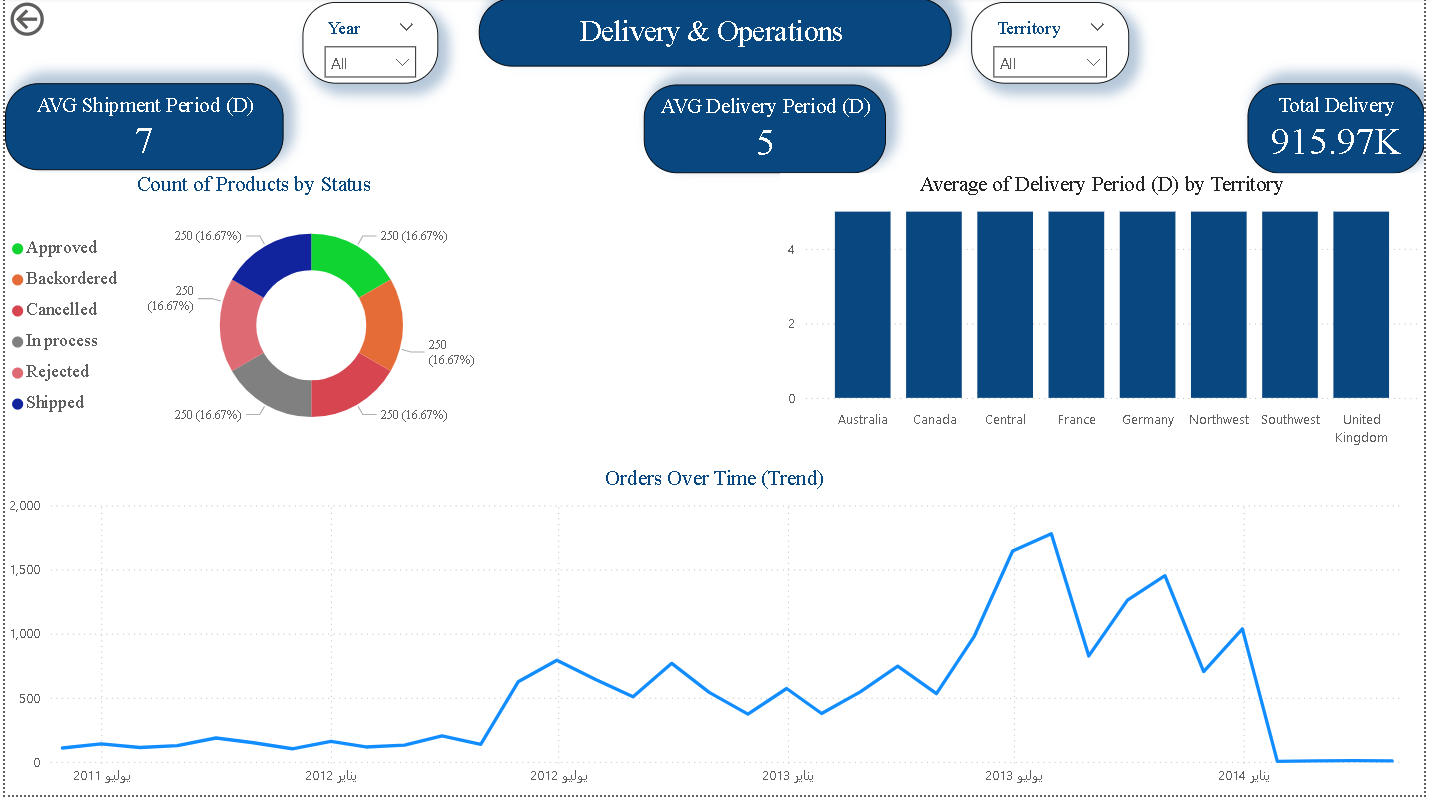 Year
All
Delivery & Operations
Territory
All
AVG Shipment Period (D)
7
AVG Delivery Period (D)
5
Total Delivery
915.97K
Count of Products by Status
Approved
Backordered
Cancelled
In process
Rejected
Shipped
250 (16.67%)
250 (16.67%)
250
(16.67%)
250
(16.67%)
250 (16.67%)
250 (16.67%)
Average of Delivery Period (D) by Territory
4
2
0
Australia
Canada
Central
France
Germany
Northwest
Southwest
United
Kingdom
Orders Over Time (Trend)
2,000
1,500
1,000
500
0
يوليو 2011
يناير 2012
يوليو 2012
يناير 2013
يوليو 2013
يناير 2014